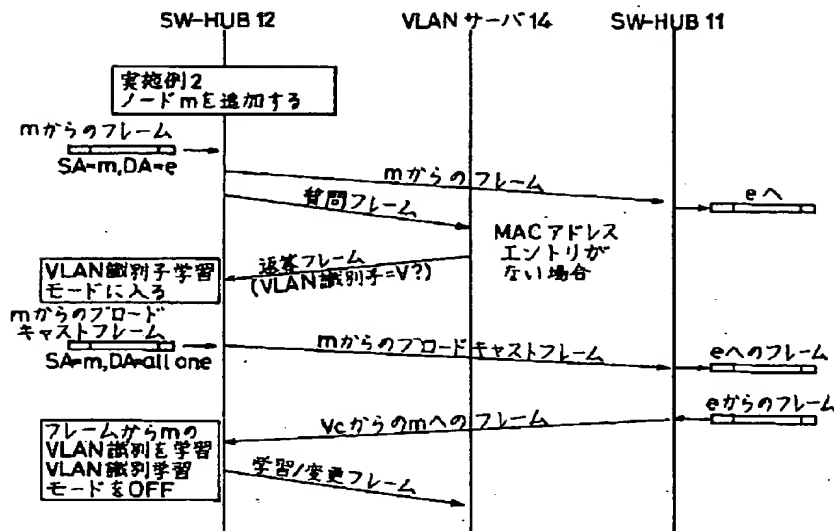 SW-HUB 12
VLAN サーバ 14
SW-HUB 11
実施例2
ノードmを追加する
mからのフレーム
SA=m,DA=e
mからのフレーム
eへ
質問フレーム
MACアドレス
エントリが
ない場合
返答フレーム
(VLAN識別子=V?)
VLAN識別子学習
モードに入る
mからのブロード
キャストフレーム
SA=m,DA=all one
mからのブロードキャストフレーム
eへのフレーム
eからのフレーム
Vcからのmへのフレーム
フレームからmの
VLAN識別を学習
VLAN識別学習
モードをOFF
学習/変更フレーム